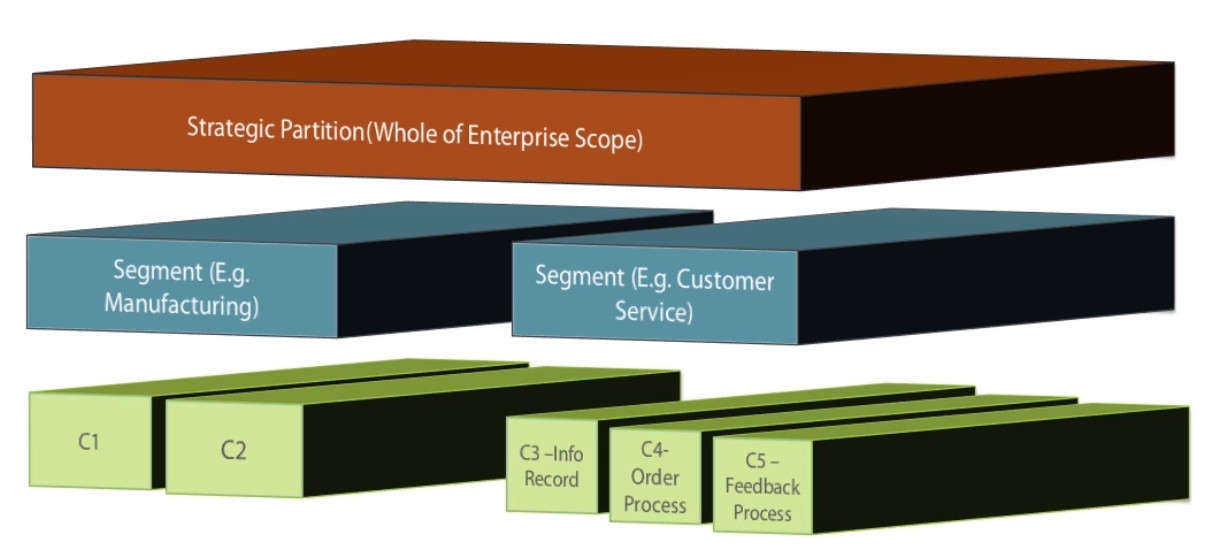 Strategic Partition(Whole of Enterprise Scope)
Segment (E.g.
Manufacturing)
Segment (E.g. Customer
Service)
C1
C2
C3 –Info
Record
C4-
Order
Process
C5 –
Feedback
Process